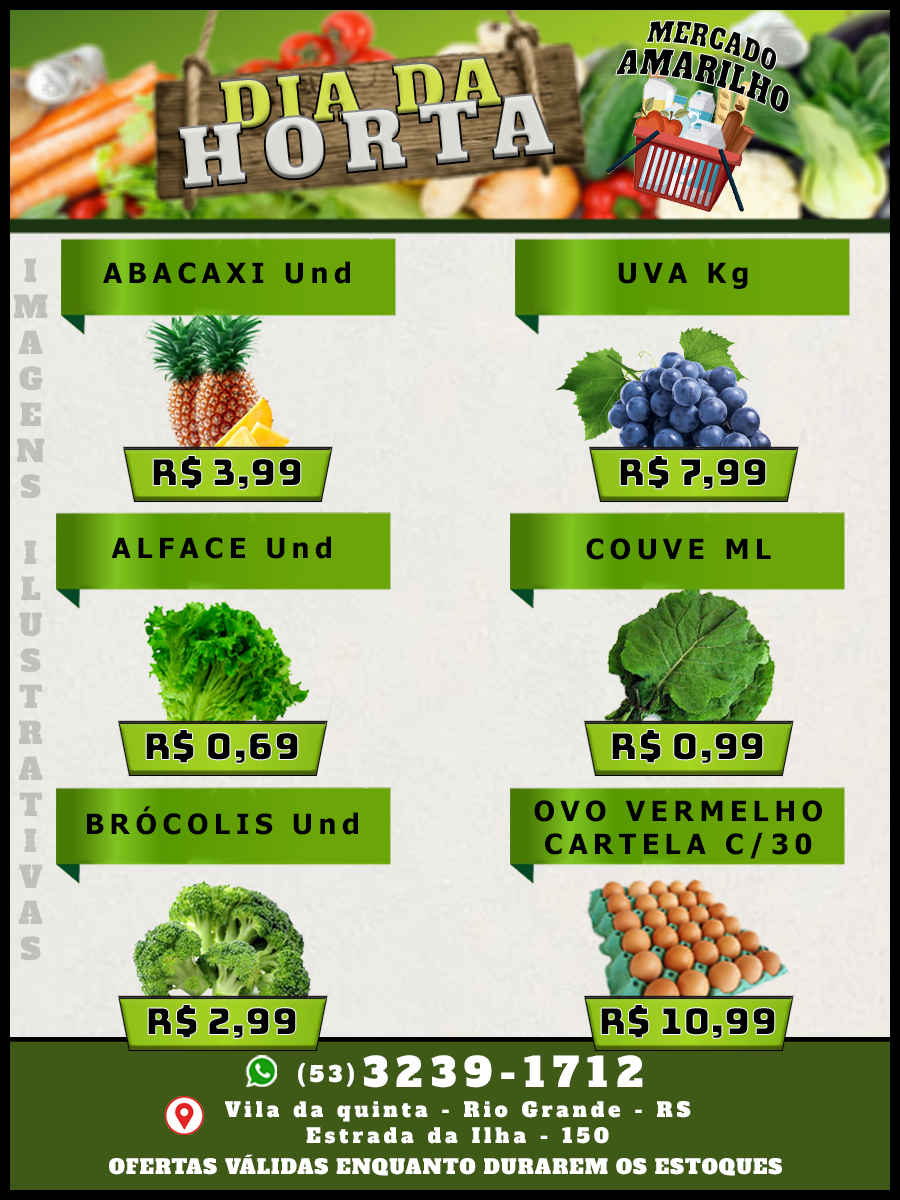 DIA DA
HORTA
MERCADO
AMARILHO
IMAGENS ILUSTRATIVAS
ABACAXI Und
R$ 3,99
UVA Kg
R$ 7,99
ALFACE Und
R$ 0,69
COUVE ML
R$ 0,99
BRÓCOLIS Und
R$ 2,99
OVO VERMELHO
CARTELA C/30
R$ 10,99
(53) 3239-1712
Vila da quinta - Rio Grande - RS
Estrada da Ilha - 150
OFERTAS VÁLIDAS ENQUANTO DURAREM OS ESTOQUES